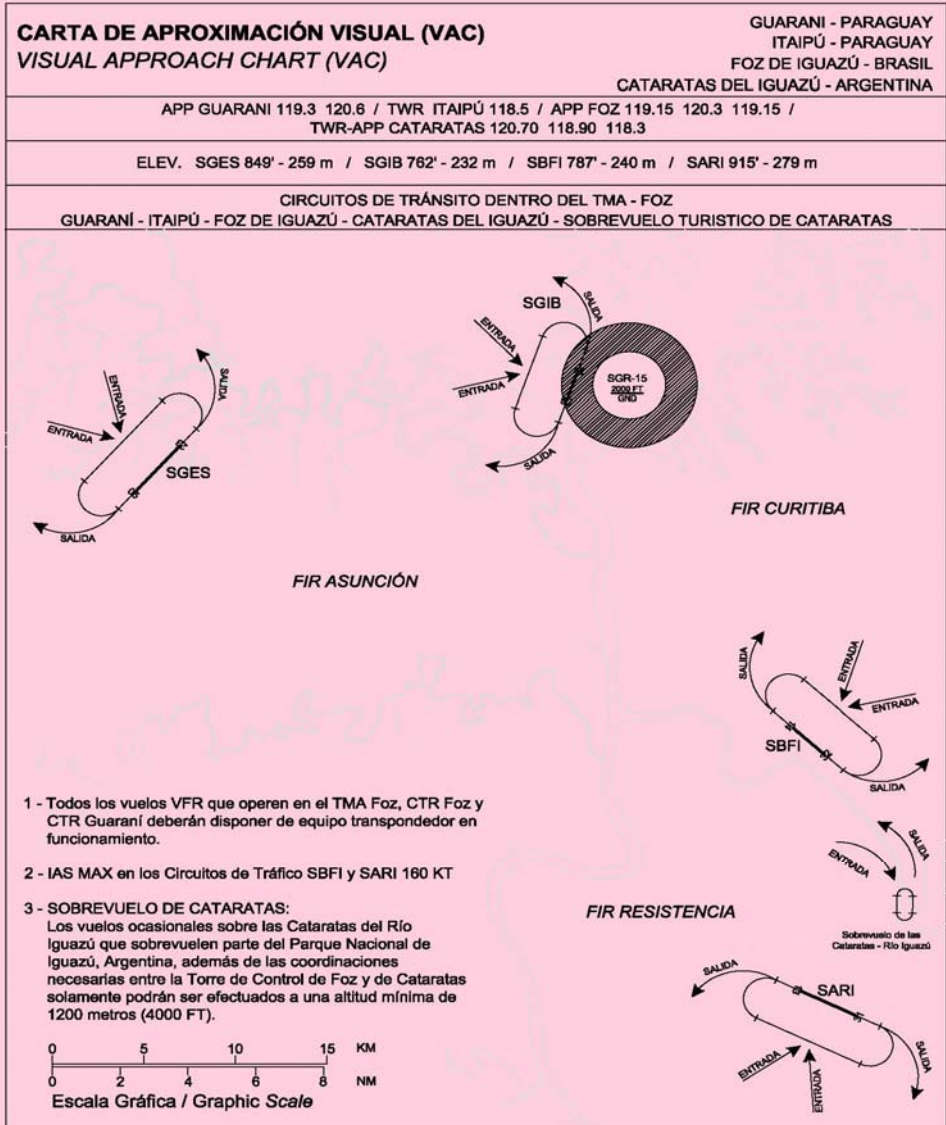 CARTA DE APROXIMACIÓN VISUAL (VAC)
VISUAL APPROACH CHART (VAC)
GUARANI - PARAGUAY
ITAIPÚ - PARAGUAY
FOZ DE IGUAZÚ - BRASIL
CATARATAS DEL IGUAZÚ - ARGENTINA
APP GUARANI 119.3 120.6 / TWR ITAIPÚ 118.5 / APP FOZ 119.15 120.3 119.15 /
TWR-APP CATARATAS 120.70 118.90 118.3
ELEV. SGES 849' - 259 m / SGIB 762' - 232 m / SBFI 787' - 240 m / SARI 915' - 279 m
CIRCUITOS DE TRÁNSITO DENTRO DEL TMA - FOZ
GUARANÍ - ITAIPÚ - FOZ DE IGUAZÚ - CATARATAS DEL IGUAZÚ - SOBREVUELO TURISTICO DE CATARATAS
SGIB
SALIDA
ENTRADA
ENTRADA
SALIDA
SGR-15
2000 FT
GND
SALIDA
ENTRADA
ENTRADA
SGES
SALIDA
FIR CURITIBA
FIR ASUNCIÓN
SALIDA
ENTRADA
ENTRADA
SBFI
SALIDA
1 - Todos los vuelos VFR que operen en el TMA Foz, CTR Foz y
CTR Guaraní deberán disponer de equipo transpondedor en
funcionamiento.
2 - IAS MAX en los Circuitos de Tráfico SBFI y SARI 160 KT
3 - SOBREVUELO DE CATARATAS:
Los vuelos ocasionales sobre las Cataratas del Río
Iguazú que sobrevuelen parte del Parque Nacional de
Iguazú, Argentina, además de las coordinaciones
necesarias entre la Torre de Control de Foz y de Cataratas
solamente podrán ser efectuados a una altitud mínima de
1200 metros (4000 FT).
SALIDA
ENTRADA
Sobrevuelo de las
Cataratas - Río Iguazú
FIR RESISTENCIA
SALIDA
SARI
SALIDA
ENTRADA
ENTRADA
0 5 10 15 KM
0 2 4 6 8 NM
Escala Gráfica / Graphic Scale